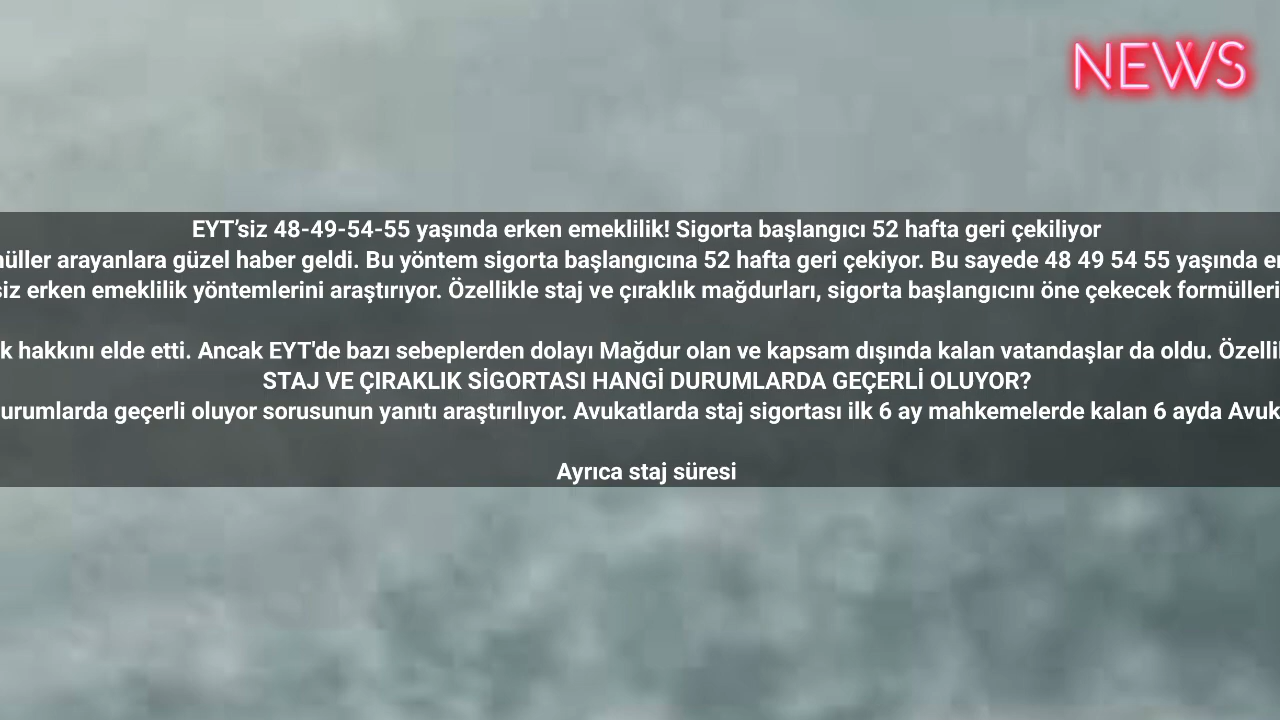 NEWS
EYT’siz 48-49-54-55 yaşında erken emeklilik! Sigorta başlangıcı 52 hafta geri çekiliyor
arayanlara güzel haber geldi. Bu yöntem sigorta başlangıcına 52 hafta geri çekiyor. Bu sayede 48 49 54 55 yaşında
erken emeklilik yöntemlerini araştırıyor. Özellikle staj ve çıraklık mağdurları, sigorta başlangıcını öne çekecek formülleri
hakkını elde etti. Ancak EYT'de bazı sebeplerden dolayı Mağdur olan ve kapsam dışında kalan vatandaşlar da oldu.
STAJ VE ÇIRAKLIK SİGORTASI HANGİ DURUMLARDA GEÇERLİ OLUYOR?
geçerli oluyor sorusunun yanıtı araştırılıyor. Avukatlarda staj sigortası ilk 6 ay mahkemelerde kalan 6 ayda
Ayrıca staj süresi